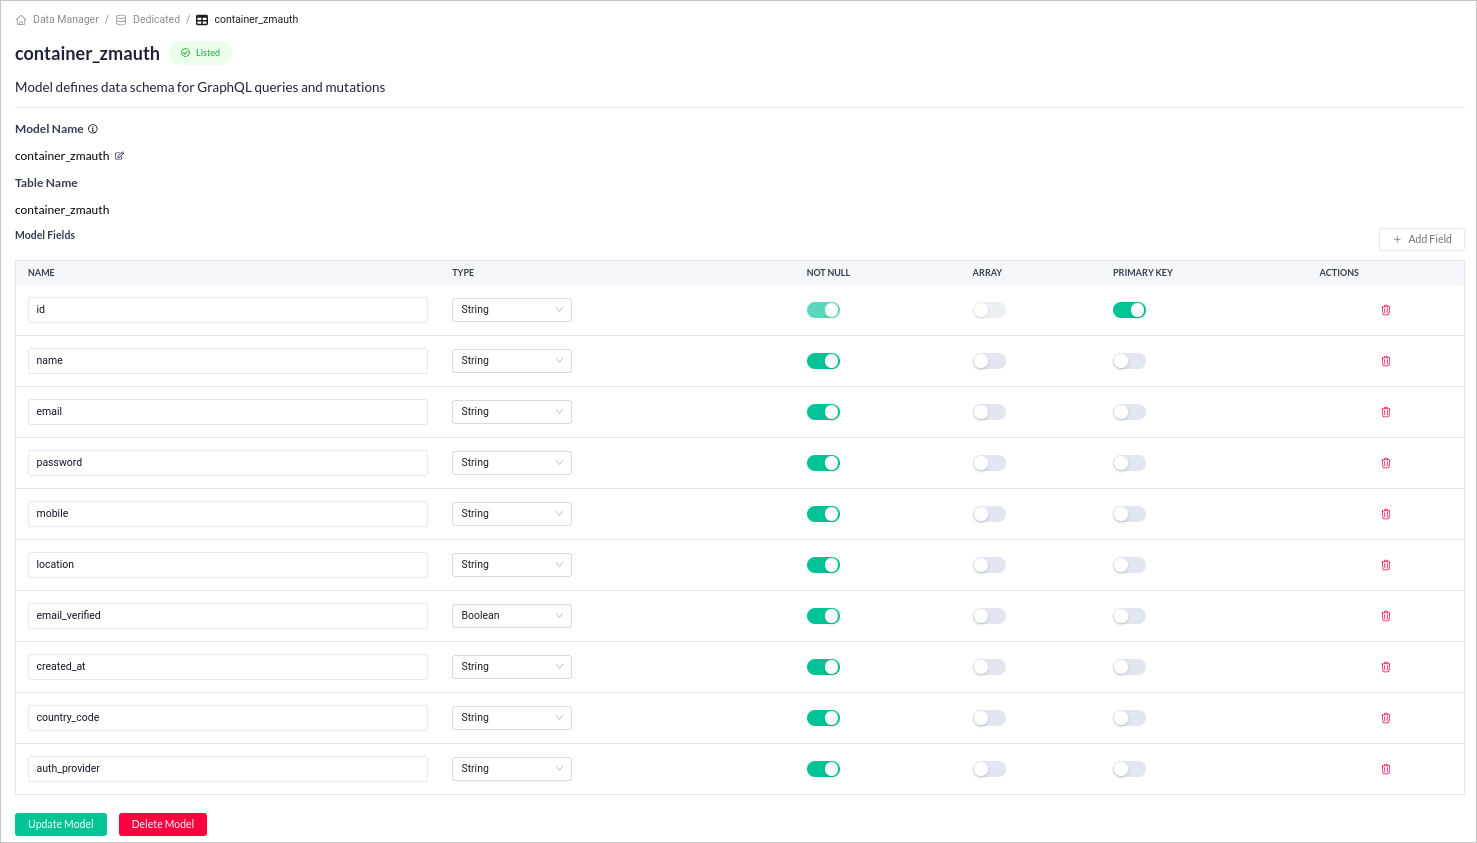 Data Manager / Dedicated / container_zmauth
container_zmauth Listed
Model defines data schema for GraphQL queries and mutations
Model Name
container_zmauth
Table Name
container_zmauth
Model Fields
+ Add Field
NAME TYPE NOT NULL ARRAY PRIMARY KEY ACTIONS
id String
name String
email String
password String
mobile String
location String
email_verified Boolean
created_at String
country_code String
auth_provider String
Update Model Delete Model